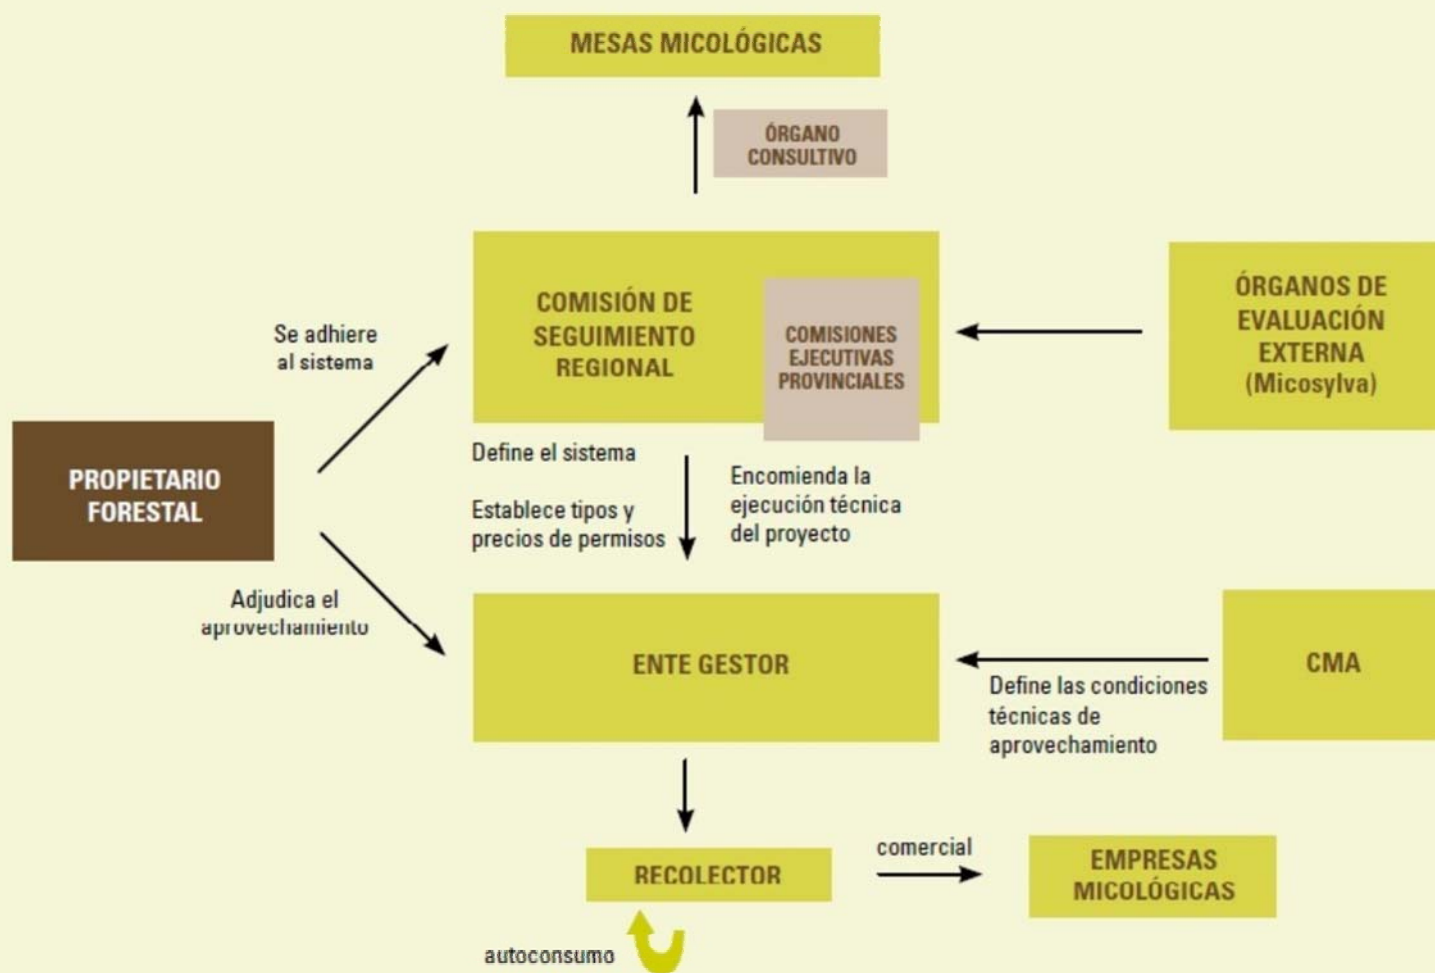 MESAS MICOLÓGICAS
ÓRGANO
CONSULTIVO
COMISIÓN DE
SEGUIMIENTO
REGIONAL
COMISIONES
EJECUTIVAS
PROVINCIALES
ÓRGANOS DE
EVALUACIÓN
EXTERNA
(Micosylva)
Se adhiere
al sistema
PROPIETARIO
FORESTAL
Define el sistema
Establece tipos y
precios de permisos
Encomienda la
ejecución técnica
del proyecto
Adjudica el
aprovechamiento
ENTE GESTOR
CMA
Define las condiciones
técnicas de
aprovechamiento
RECOLECTOR
comercial
EMPRESAS
MICOLÓGICAS
autoconsumo